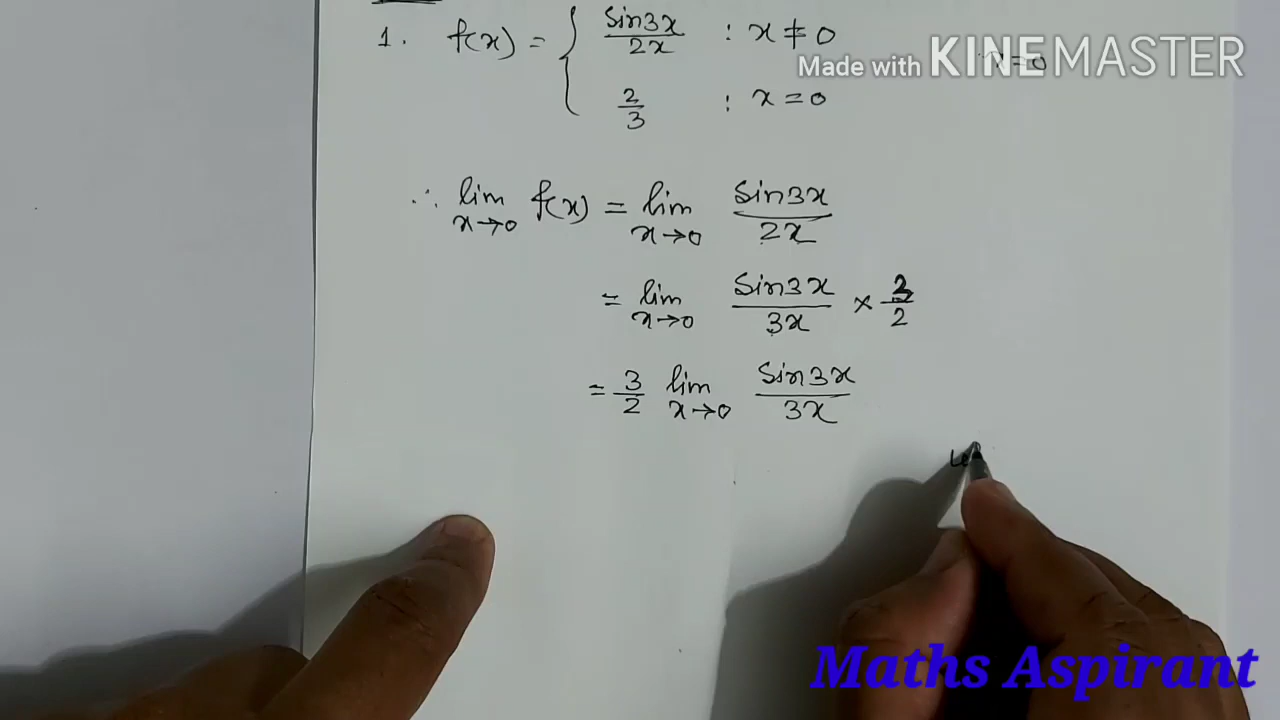 1. f(x) = { sin3x/2x : x ≠ 0
Made with KINEMASTER
x=0
2/3 : x = 0
∴ lim x→0 f(x) = lim x→0 sin3x/2x
= lim x→0 sin3x/3x × 3/2
= 3/2 lim x→0 sin3x/3x
Maths Aspirant